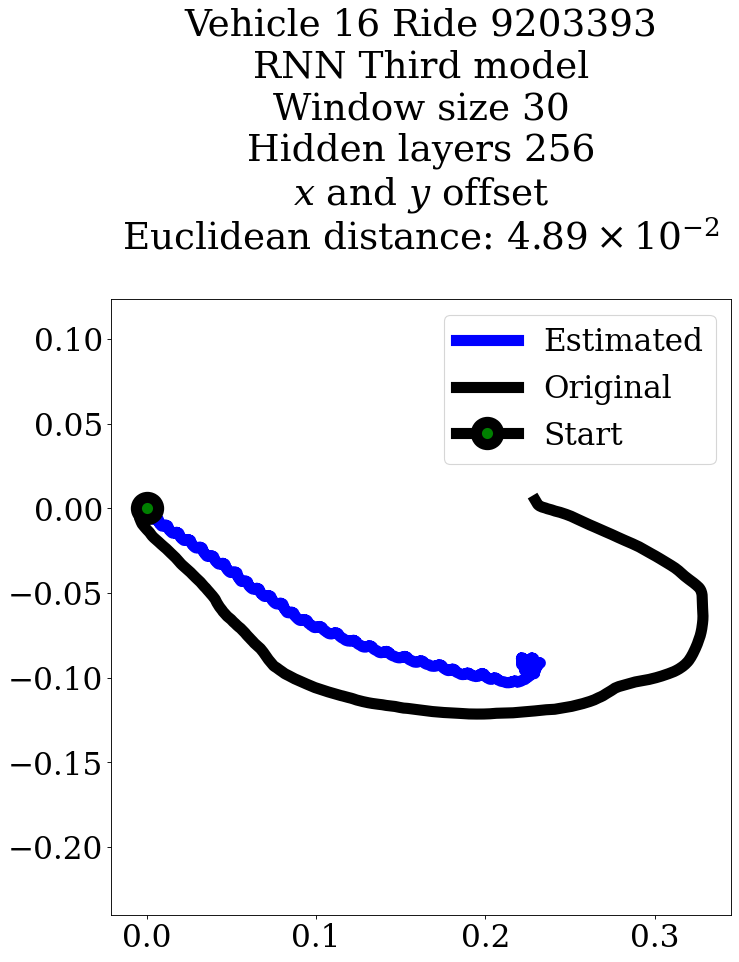 Vehicle 16 Ride 9203393
RNN Third model
Window size 30
Hidden layers 256
x and y offset
Euclidean distance: 4.89 × 10⁻²
Estimated
Original
Start
0.10
0.05
0.00
−0.05
−0.10
−0.15
−0.20
0.0 0.1 0.2 0.3